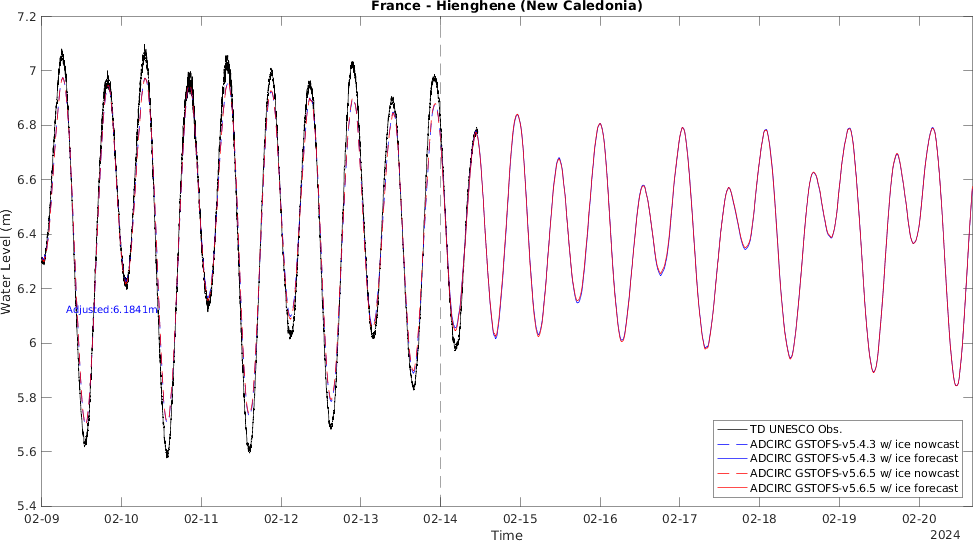 France - Hienghene (New Caledonia)
Water Level (m)
7.2
7
6.8
6.6
6.4
6.2
6
5.8
5.6
5.4
Adjusted:6.1841m
TD UNESCO Obs.
ADCIRC GSTOFS-v5.4.3 w/ ice nowcast
ADCIRC GSTOFS-v5.4.3 w/ ice forecast
ADCIRC GSTOFS-v5.6.5 w/ ice nowcast
ADCIRC GSTOFS-v5.6.5 w/ ice forecast
02-09 02-10 02-11 02-12 02-13 02-14 02-15 02-16 02-17 02-18 02-19 02-20
Time
2024